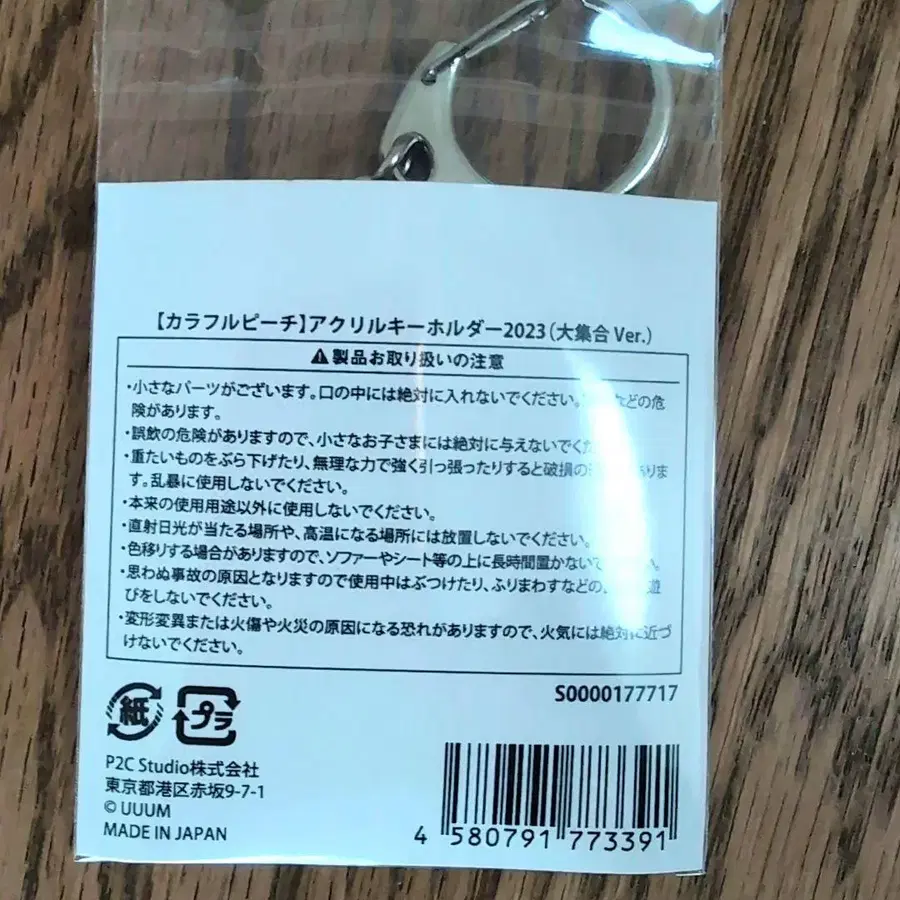 【カラフルピーチ】アクリルキーホルダー2023（大集合 Ver.）
⚠製品お取り扱いの注意
・小さなパーツがございます。口の中には絶対に入れないでください。などの危
険があります。
・誤飲の危険がありますので、小さなお子さまには絶対に与えないでくだ
・重たいものをぶら下げたり、無理な力で強く引っ張ったりすると破損のありま
す。乱暴に使用しないでください。
・本来の使用用途以外に使用しないでください。
・直射日光が当たる場所や、高温になる場所には放置しないでください。
・色移りする場合がありますので、ソファーやシート等の上に長時間置かないで
・思わぬ事故の原因となりますので使用中はぶつけたり、ふりまわすなどの遊
びをしないでください。
・変形変異または火傷や火災の原因になる恐れがありますので、火気には絶対に近づ
けないでください。
S0000177717
紙 プラ
P2C Studio株式会社
東京都港区赤坂9-7-1
© UUUM
MADE IN JAPAN
4 580791 773391